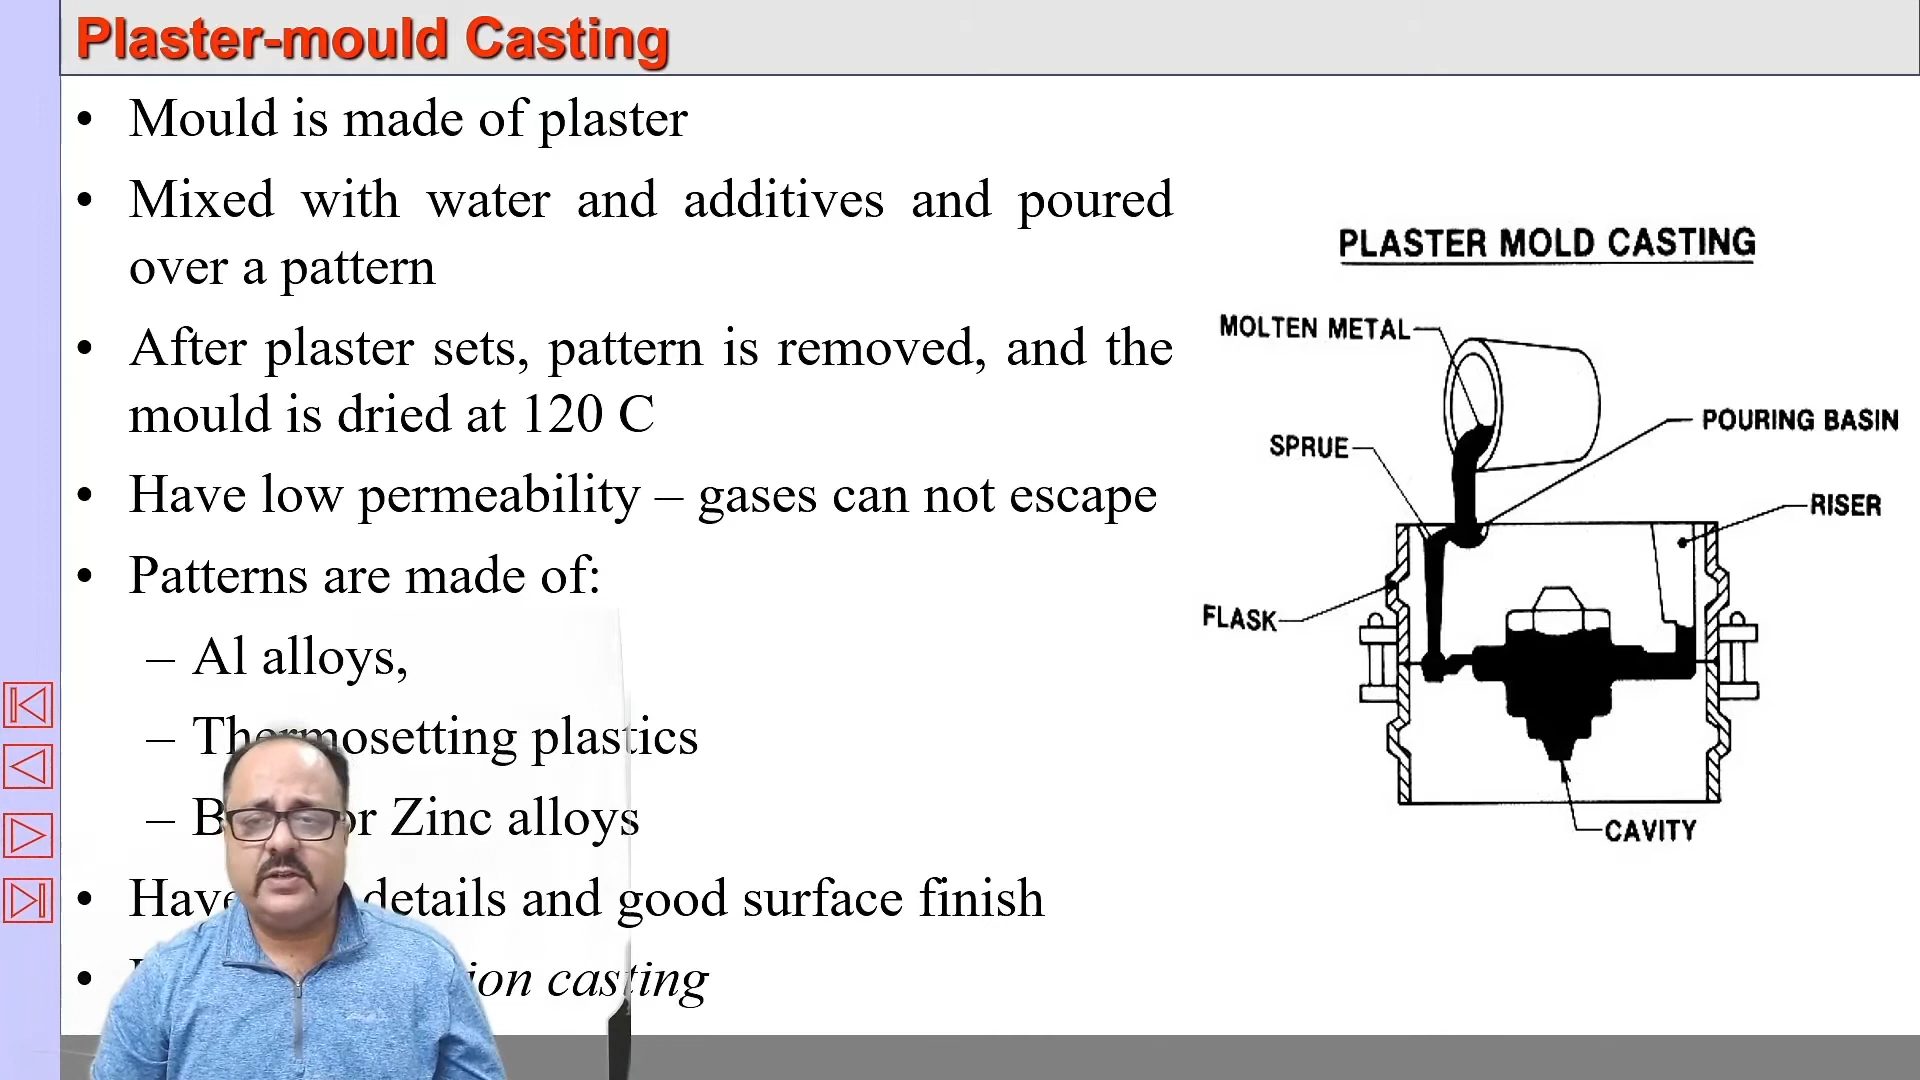 Plaster-mould Casting
• Mould is made of plaster
• Mixed with water and additives and poured
over a pattern
• After plaster sets, pattern is removed, and the
mould is dried at 120 C
• Have low permeability – gases can not escape
• Patterns are made of:
– Al alloys,
– Thermosetting plastics
– or Zinc alloys
• Have details and good surface finish
• casting
PLASTER MOLD CASTING
MOLTEN METAL
POURING BASIN
SPRUE
RISER
FLASK
CAVITY